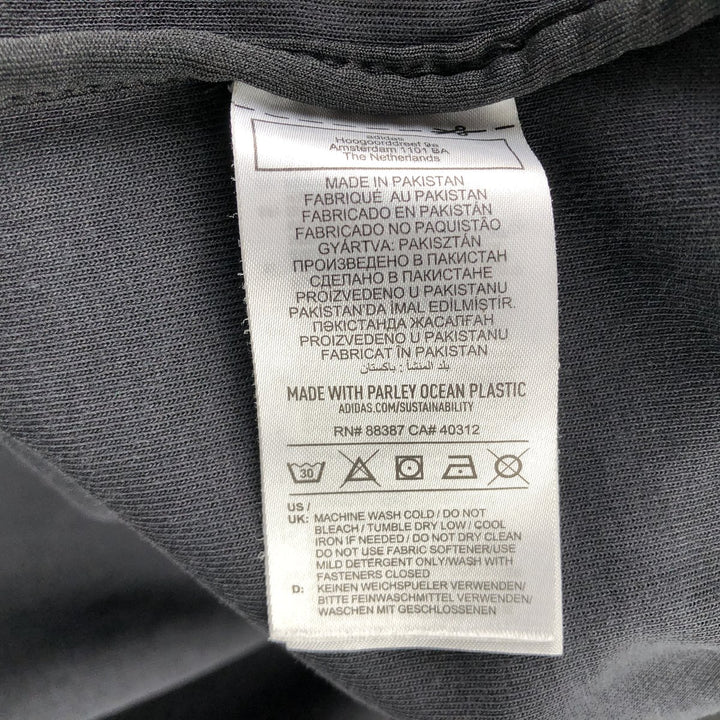 adidas
Hoogoorddreef 9a
Amsterdam 1101 BA
The Netherlands
MADE IN PAKISTAN
FABRIQUÉ AU PAKISTAN
FABRICADO EN PAKISTÁN
FABRICADO NO PAQUISTÃO
GYÁRTVA: PAKISZTÁN
ПРОИЗВЕДЕНО В ПАКИСТАН
СДЕЛАНО В ПАКИСТАНЕ
PROIZVEDENO U PAKISTANU
PAKISTAN'DA İMAL EDİLMİŞTİR.
ПӘКІСТАНДА ЖАСАЛҒАН
PROIZVEDENO U PAKISTANU
FABRICAT ÎN PAKISTAN
بلد المنشأ: باكستان
MADE WITH PARLEY OCEAN PLASTIC
ADIDAS.COM/SUSTAINABILITY
RN# 88387 CA# 40312
30
US /
UK: MACHINE WASH COLD / DO NOT
BLEACH / TUMBLE DRY LOW / COOL
IRON IF NEEDED / DO NOT DRY CLEAN
DO NOT USE FABRIC SOFTENER/USE
MILD DETERGENT ONLY/WASH WITH
FASTENERS CLOSED
D: KEINEN WEICHSPUELER VERWENDEN/
BITTE FEINWASCHMITTEL VERWENDEN/
WASCHEN MIT GESCHLOSSENEN